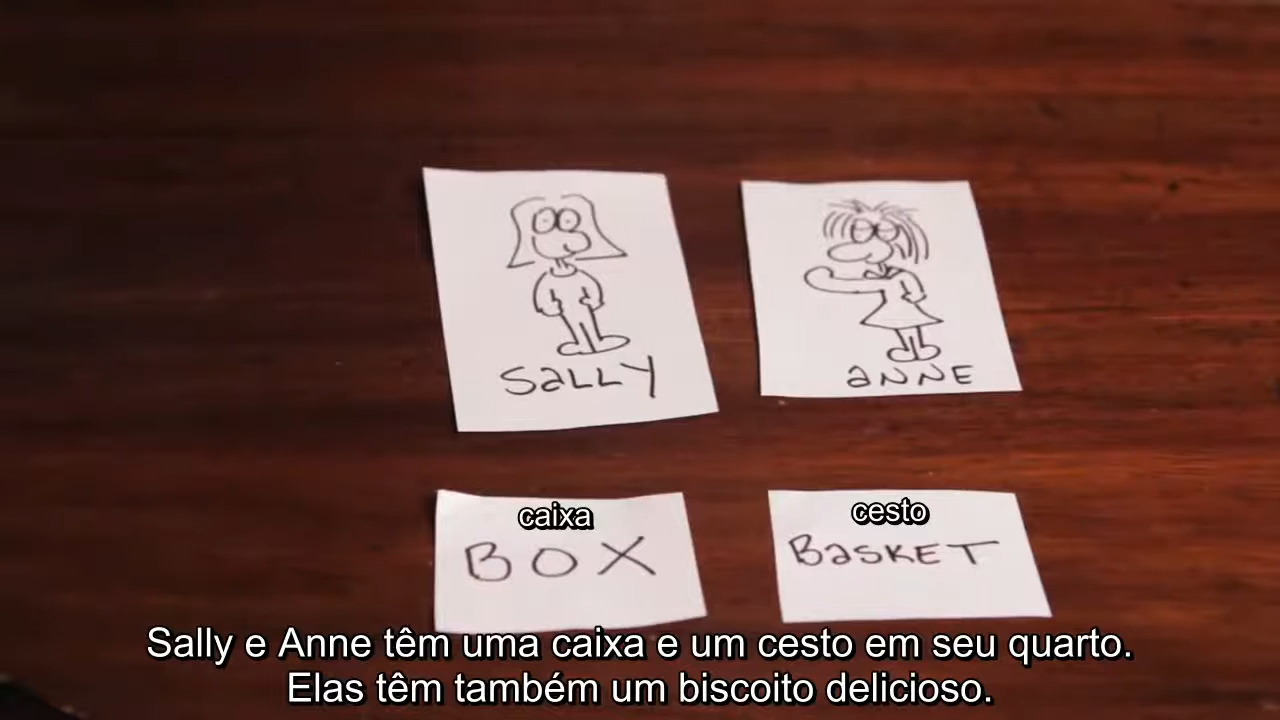 SaLLY
aNNE
caixa
BOX
cesto
BaSKET
Sally e Anne têm uma caixa e um cesto em seu quarto.
Elas têm também um biscoito delicioso.